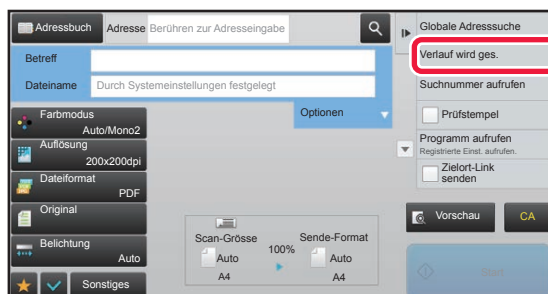 Adressbuch
Adresse
Berühren zur Adresseingabe
Betreff
Dateiname
Durch Systemeinstellungen festgelegt
Optionen
Farbmodus
Auto/Mono2
Auflösung
200x200dpi
Dateiformat
PDF
Original
Belichtung
Auto
Sonstiges
Scan-Grösse
100%
Sende-Format
Auto
A4
Auto
A4
Globale Adresssuche
Verlauf wird ges.
Suchnummer aufrufen
Prüfstempel
Programm aufrufen
Registrierte Einst. aufrufen.
Zielort-Link
senden
Vorschau
CA
Start